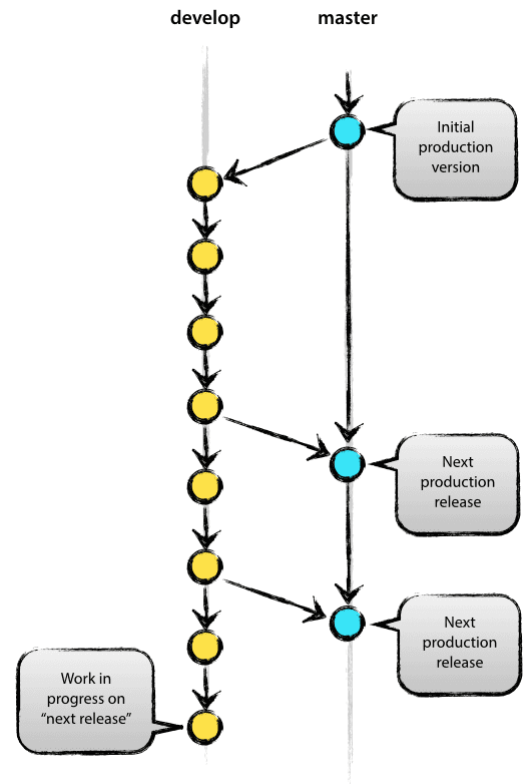 develop master
Initial
production
version
Next
production
release
Next
production
release
Work in
progress on
“next release”